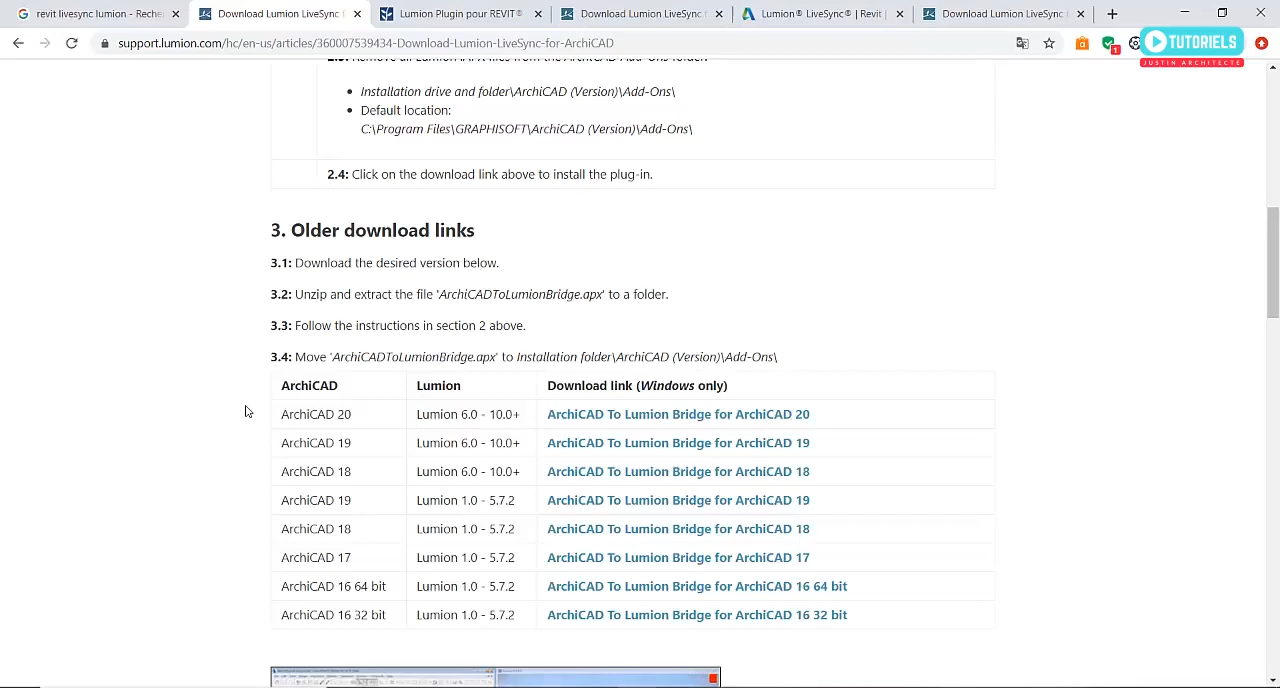 revit livesync lumion - Recher
Download Lumion LiveSync f
Lumion Plugin pour REVIT®
Download Lumion LiveSync f
Lumion® LiveSync® | Revit |
Download Lumion LiveSync f
support.lumion.com/hc/en-us/articles/360007539434-Download-Lumion-LiveSync-for-ArchiCAD
TUTORIELS
JUSTIN ARCHITECTE
Installation drive and folder\ArchiCAD (Version)\Add-Ons\
Default location:
C:\Program Files\GRAPHISOFT\ArchiCAD (Version)\Add-Ons\
2.4: Click on the download link above to install the plug-in.
3. Older download links
3.1: Download the desired version below.
3.2: Unzip and extract the file 'ArchiCADToLumionBridge.apx' to a folder.
3.3: Follow the instructions in section 2 above.
3.4: Move 'ArchiCADToLumionBridge.apx' to Installation folder\ArchiCAD (Version)\Add-Ons\
ArchiCAD Lumion Download link (Windows only)
ArchiCAD 20 Lumion 6.0 - 10.0+ ArchiCAD To Lumion Bridge for ArchiCAD 20
ArchiCAD 19 Lumion 6.0 - 10.0+ ArchiCAD To Lumion Bridge for ArchiCAD 19
ArchiCAD 18 Lumion 6.0 - 10.0+ ArchiCAD To Lumion Bridge for ArchiCAD 18
ArchiCAD 19 Lumion 1.0 - 5.7.2 ArchiCAD To Lumion Bridge for ArchiCAD 19
ArchiCAD 18 Lumion 1.0 - 5.7.2 ArchiCAD To Lumion Bridge for ArchiCAD 18
ArchiCAD 17 Lumion 1.0 - 5.7.2 ArchiCAD To Lumion Bridge for ArchiCAD 17
ArchiCAD 16 64 bit Lumion 1.0 - 5.7.2 ArchiCAD To Lumion Bridge for ArchiCAD 16 64 bit
ArchiCAD 16 32 bit Lumion 1.0 - 5.7.2 ArchiCAD To Lumion Bridge for ArchiCAD 16 32 bit